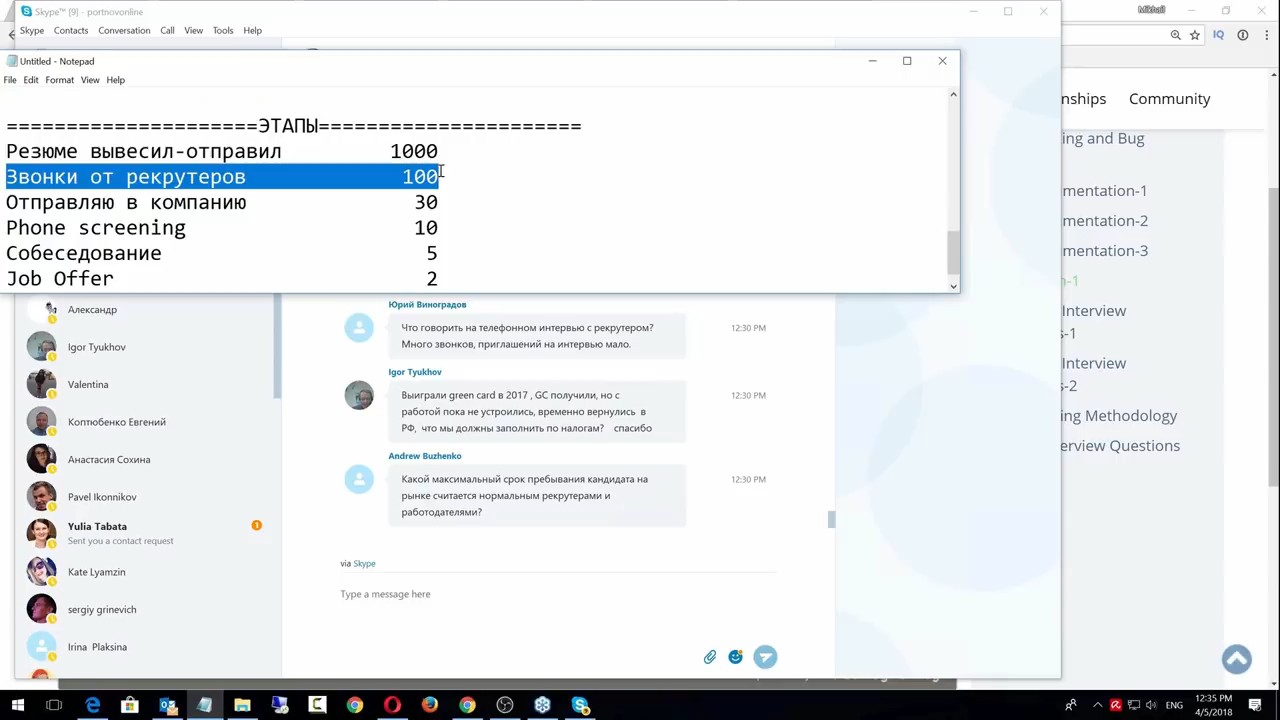 Skype™ [9] - portnovonline
Mikhail
Skype Contacts Conversation Call View Tools Help
Untitled - Notepad
File Edit Format View Help
=====================ЭТАПЫ======================
Резюме вывесил-отправил 1000
Звонки от рекрутеров 100
Отправляю в компанию 30
Phone screening 10
Собеседование 5
Job Offer 2
Александр
Igor Tyukhov
Valentina
Коптюбенко Евгений
Анастасия Сохина
Pavel Ikonnikov
Yulia Tabata 1
Sent you a contact request
Kate Lyamzin
sergiy grinevich
Irina Plaksina
Юрий Виноградов
Что говорить на телефонном интервью с рекрутером? 12:30 PM
Много звонков, приглашений на интервью мало.
Igor Tyukhov
Выиграли green card в 2017 , GC получили, но с 12:30 PM
работой пока не устроились, временно вернулись в
РФ, что мы должны заполнить по налогам? спасибо
Andrew Buzhenko
Какой максимальный срок пребывания кандидата на 12:30 PM
рынке считается нормальным рекрутерами и
работодателями?
via Skype
Type a message here
IQ
nships Community
ing and Bug
mentation-1
mentation-2
mentation-3
-1
Interview
s-1
Interview
s-2
ing Methodology
erview Questions
ENG
12:35 PM
4/5/2018